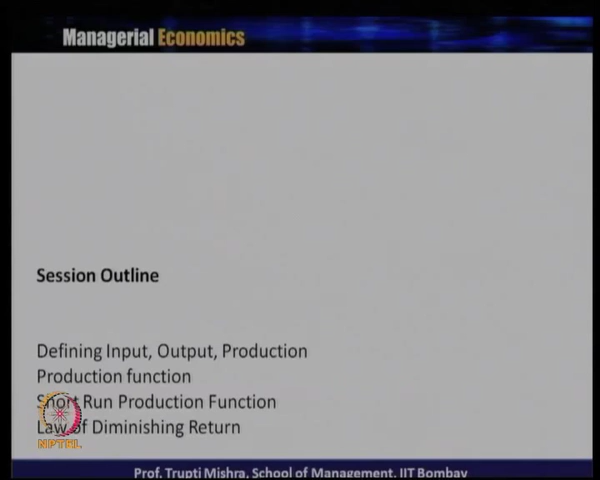 Managerial Economics
Session Outline
Defining Input, Output, Production
Production function
Short Run Production Function
Law of Diminishing Return
NPTEL
Prof. Trupti Mishra, School of Management, IIT Bombay